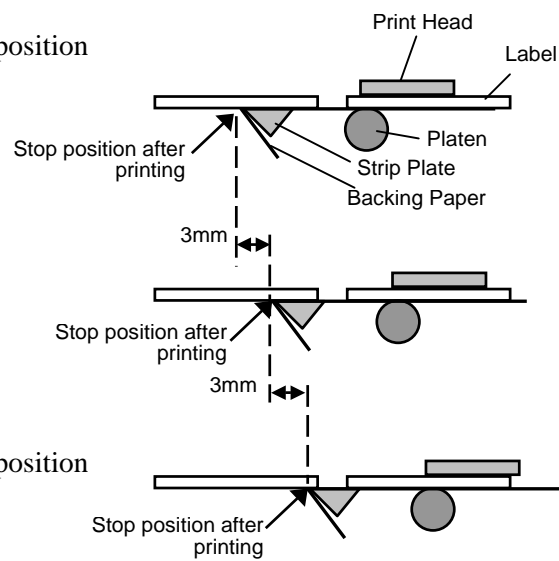 Print Head
position
Label
Platen
Stop position after
printing
Strip Plate
Backing Paper
3mm
Stop position after
printing
3mm
position
Stop position after
printing